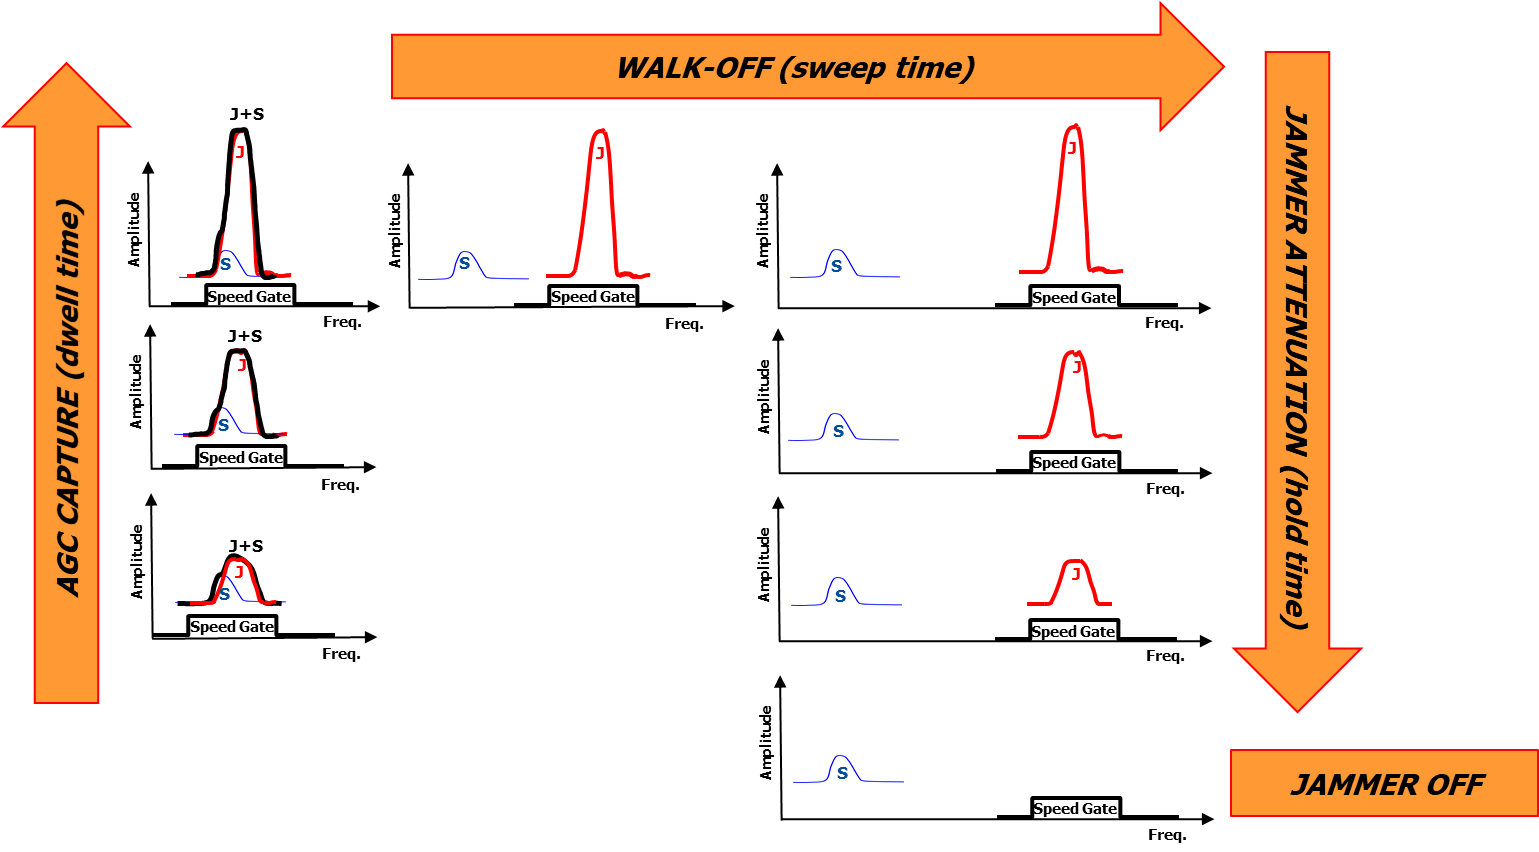 WALK-OFF (sweep time)
AGC CAPTURE (dwell time)
JAMMER ATTENUATION (hold time)
J+S
J
S
Amplitude
Speed Gate
Freq.
J
S
Amplitude
Speed Gate
Freq.
J
S
Amplitude
Speed Gate
Freq.
J+S
J
S
Amplitude
Speed Gate
Freq.
J
S
Amplitude
Speed Gate
Freq.
J+S
J
S
Amplitude
Speed Gate
Freq.
J
S
Amplitude
Speed Gate
Freq.
S
Amplitude
Speed Gate
Freq.
JAMMER OFF